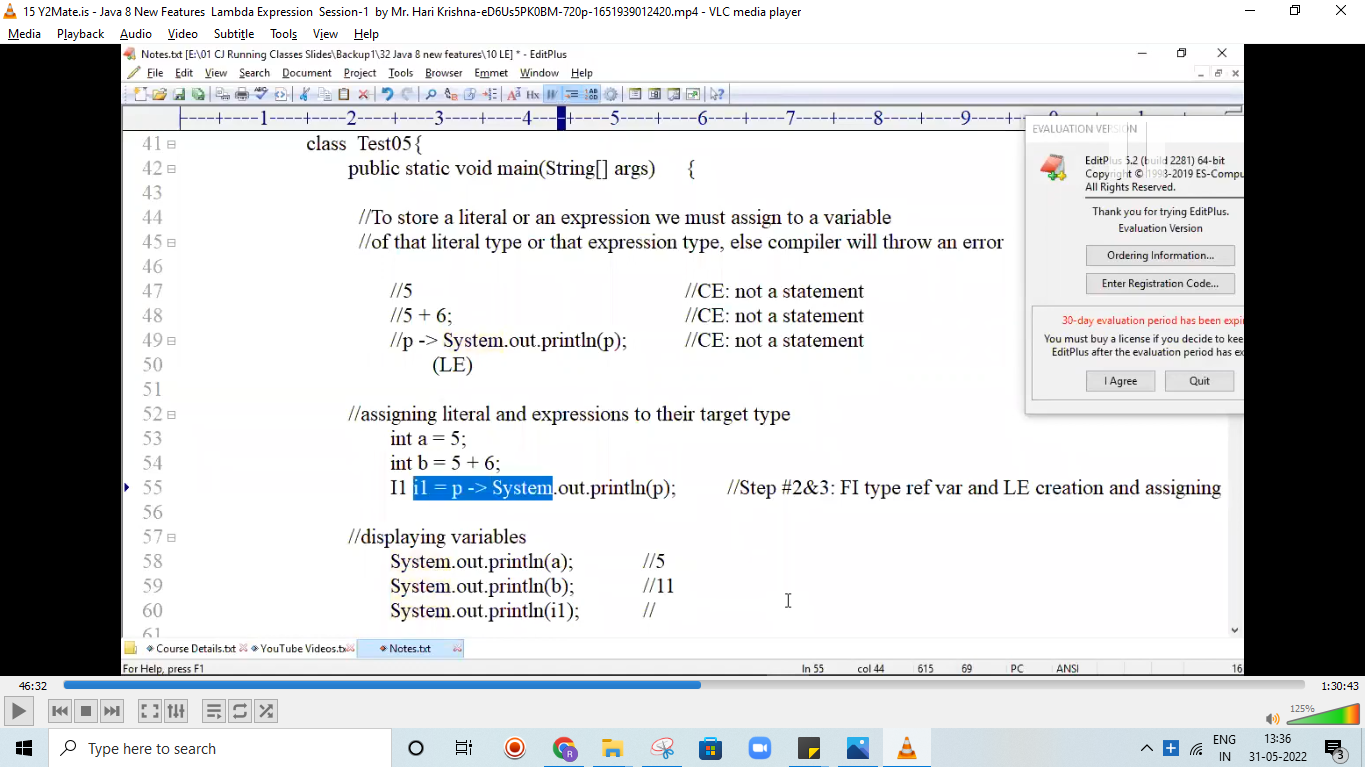 15 Y2Mate.is - Java 8 New Features Lambda Expression Session-1 by Mr. Hari Krishna-eD6Us5PK0BM-720p-1651939012420.mp4 - VLC media player
Media Playback Audio Video Subtitle Tools View Help
Notes.txt [E:\01 CJ Running Classes Slides\Backup1\32 Java 8 new features\10 LE] * - EditPlus
File Edit View Search Document Project Tools Browser Emmet Window Help
----+----1----+----2----+----3----+----4----+----5----+----6----+----7----+----8----+----9----+----
41 class Test05{
42 public static void main(String[] args) {
43
44 //To store a literal or an expression we must assign to a variable
45 //of that literal type or that expression type, else compiler will throw an error
46
47 //5 //CE: not a statement
48 //5 + 6; //CE: not a statement
49 //p -> System.out.println(p); //CE: not a statement
50 (LE)
51
52 //assigning literal and expressions to their target type
53 int a = 5;
54 int b = 5 + 6;
55 I1 i1 = p -> System.out.println(p); //Step #2&3: FI type ref var and LE creation and assigning
56
57 //displaying variables
58 System.out.println(a); //5
59 System.out.println(b); //11
60 System.out.println(i1); //
61
EVALUATION VERSION
EditPlus 5.2 (build 2281) 64-bit
Copyright © 1998-2019 ES-Compu
All Rights Reserved.
Thank you for trying EditPlus.
Evaluation Version
Ordering Information...
Enter Registration Code...
30-day evaluation period has been expi
You must buy a license if you decide to kee
EditPlus after the evaluation period has ex
I Agree Quit
Course Details.txt YouTube Videos.tx Notes.txt
For Help, press F1 ln 55 col 44 615 69 PC ANSI 16
46:32 1:30:43
125%
Type here to search
ENG 13:36
IN 31-05-2022 3